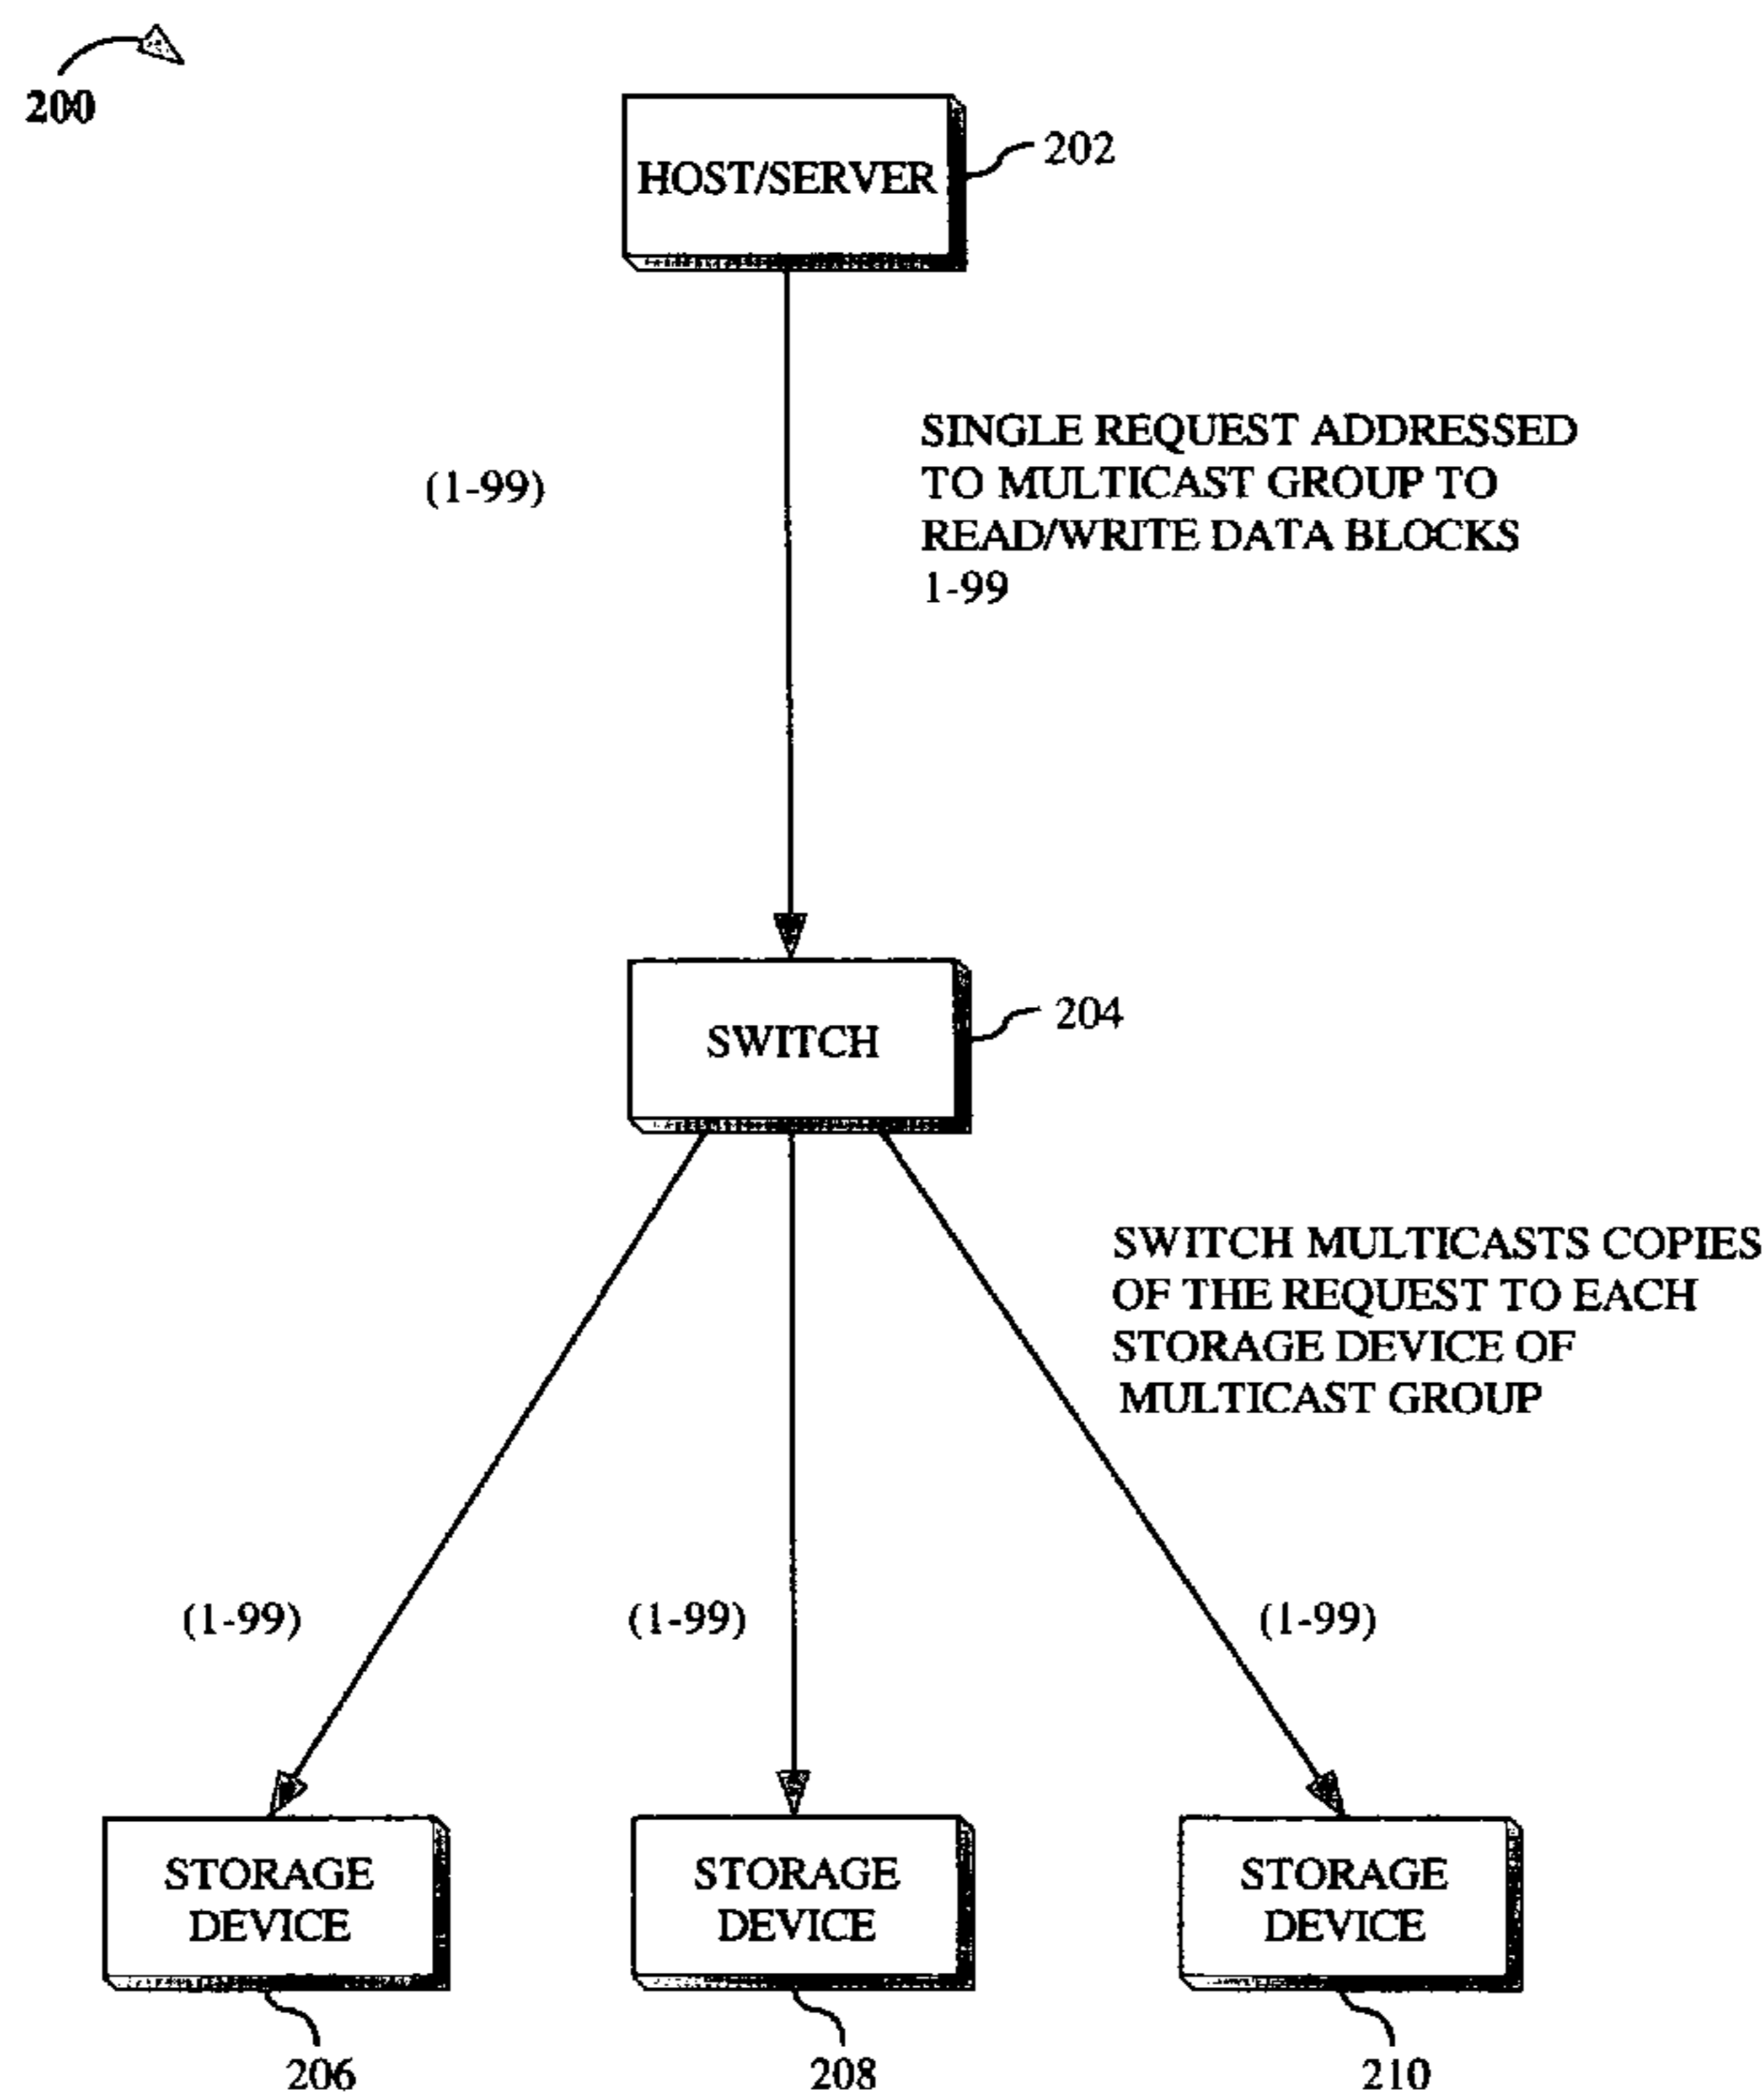 200
HOST/SERVER
202
(1-99)
SINGLE REQUEST ADDRESSED
TO MULTICAST GROUP TO
READ/WRITE DATA BLOCKS
1-99
SWITCH
204
SWITCH MULTICASTS COPIES
OF THE REQUEST TO EACH
STORAGE DEVICE OF
MULTICAST GROUP
(1-99)
(1-99)
(1-99)
STORAGE
DEVICE
STORAGE
DEVICE
STORAGE
DEVICE
206
208
210